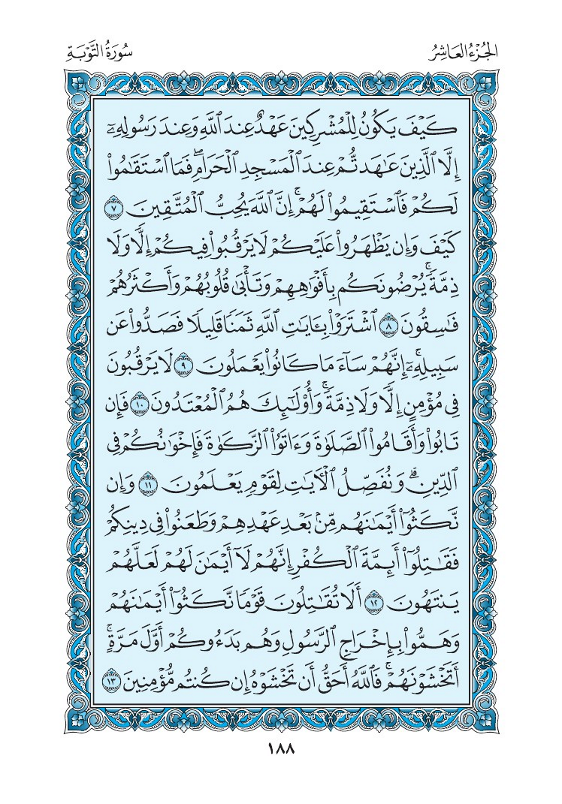 الجُزْءُ العَاشِرُ
سُورَةُ التَّوْبَةِ
كَيْفَ يَكُونُ لِلْمُشْرِكِينَ عَهْدٌ عِندَ ٱللَّهِ وَعِندَ رَسُولِهِۦٓ
إِلَّا ٱلَّذِينَ عَٰهَدتُّمْ عِندَ ٱلْمَسْجِدِ ٱلْحَرَامِۖ فَمَا ٱسْتَقَٰمُوا۟
لَكُمْ فَٱسْتَقِيمُوا۟ لَهُمْۚ إِنَّ ٱللَّهَ يُحِبُّ ٱلْمُتَّقِينَ ٧
كَيْفَ وَإِن يَظْهَرُوا۟ عَلَيْكُمْ لَا يَرْقُبُوا۟ فِيكُمْ إِلًّا وَلَا
ذِمَّةًۚ يُرْضُونَكُم بِأَفْوَٰهِهِمْ وَتَأْبَىٰ قُلُوبُهُمْ وَأَكْثَرُهُمْ
فَٰسِقُونَ ٨ ٱشْتَرَوْا۟ بِـَٔايَٰتِ ٱللَّهِ ثَمَنًا قَلِيلًا فَصَدُّوا۟ عَن
سَبِيلِهِۦٓۚ إِنَّهُمْ سَآءَ مَا كَانُوا۟ يَعْمَلُونَ ٩ لَا يَرْقُبُونَ
فِى مُؤْمِنٍ إِلًّا وَلَا ذِمَّةًۚ وَأُو۟لَٰٓئِكَ هُمُ ٱلْمُعْتَدُونَ ١٠ فَإِن
تَابُوا۟ وَأَقَامُوا۟ ٱلصَّلَوٰةَ وَءَاتَوُا۟ ٱلزَّكَوٰةَ فَإِخْوَٰنُكُمْ فِى
ٱلدِّينِۗ وَنُفَصِّلُ ٱلْءَايَٰتِ لِقَوْمٍ يَعْلَمُونَ ١١ وَإِن
نَّكَثُوٓا۟ أَيْمَٰنَهُم مِّنۢ بَعْدِ عَهْدِهِمْ وَطَعَنُوا۟ فِى دِينِكُمْ
فَقَٰتِلُوٓا۟ أَئِمَّةَ ٱلْكُفْرِۙ إِنَّهُمْ لَآ أَيْمَٰنَ لَهُمْ لَعَلَّهُمْ
يَنتَهُونَ ١٢ أَلَا تُقَٰتِلُونَ قَوْمًا نَّكَثُوٓا۟ أَيْمَٰنَهُمْ
وَهَمُّوا۟ بِإِخْرَاجِ ٱلرَّسُولِ وَهُم بَدَءُوكُمْ أَوَّلَ مَرَّةٍۚ
أَتَخْشَوْنَهُمْۚ فَٱللَّهُ أَحَقُّ أَن تَخْشَوْهُ إِن كُنتُم مُّؤْمِنِينَ ١٣
١٨٨